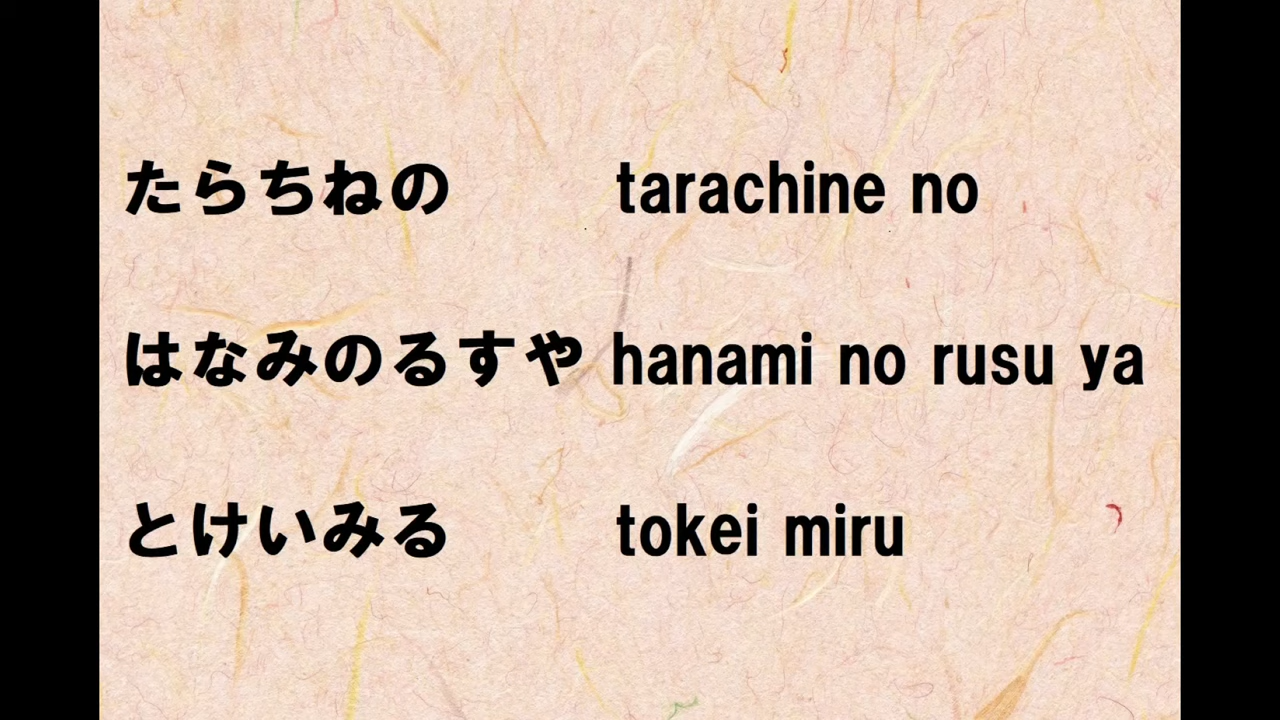 たらちねの tarachine no
はなみのるすや hanami no rusu ya
とけいみる tokei miru